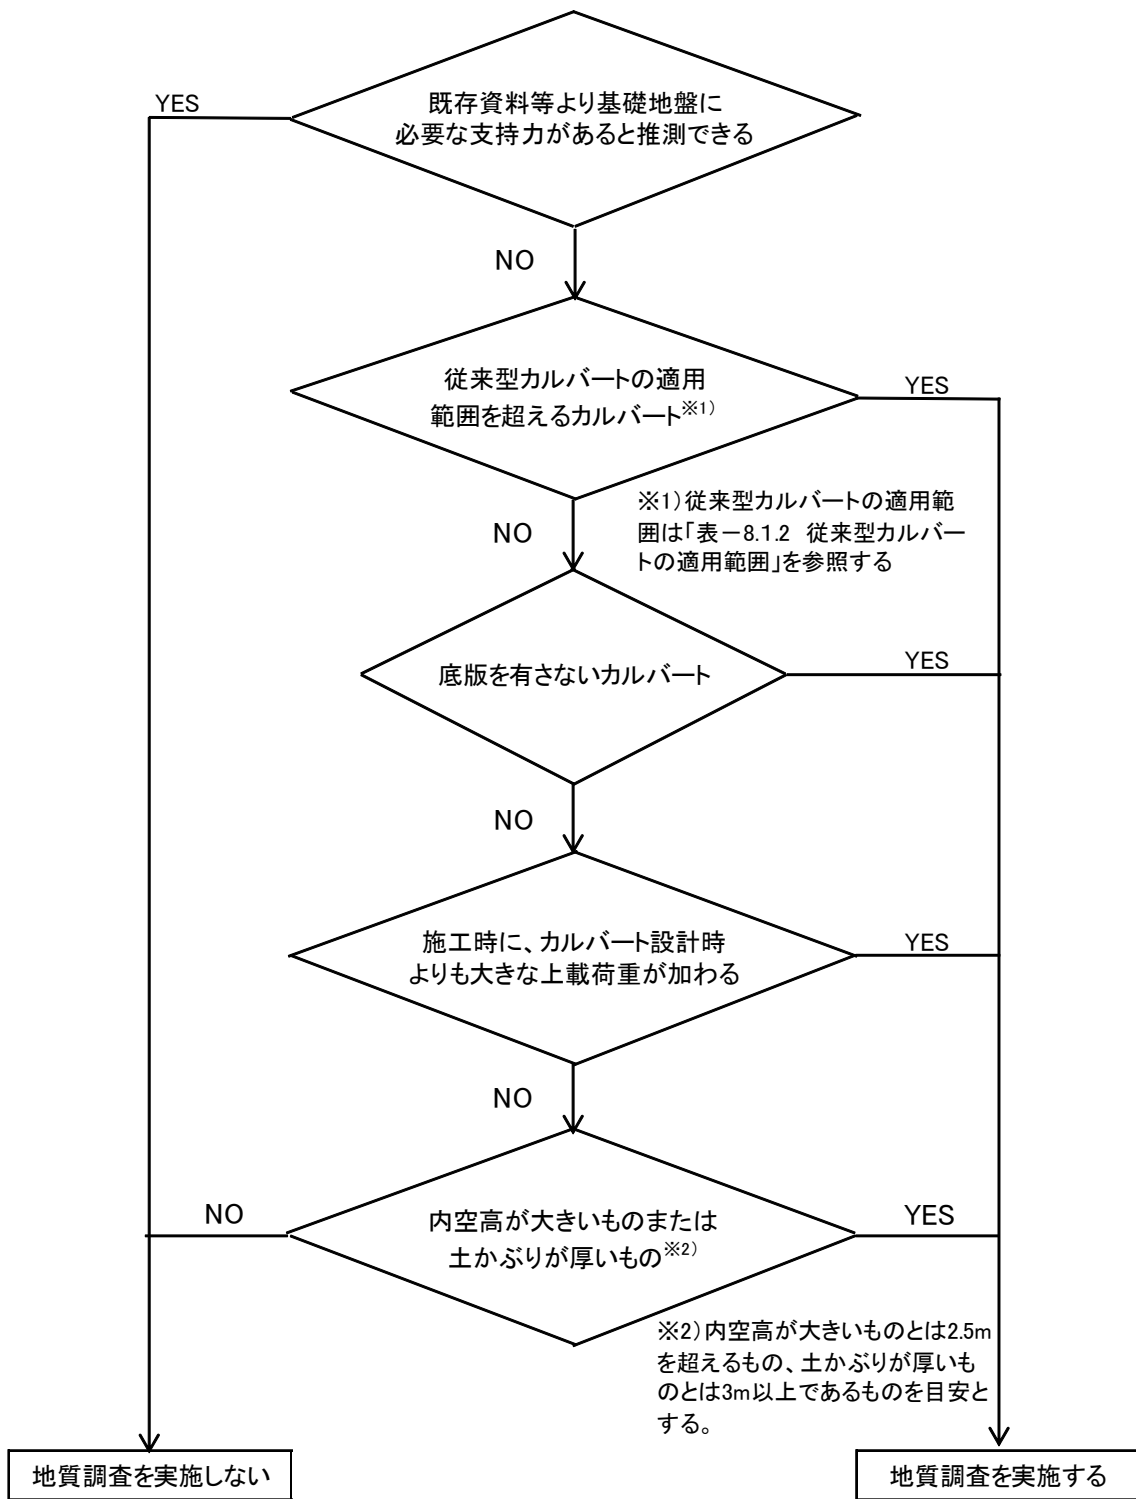 YES
既存資料等より基礎地盤に
必要な支持力があると推測できる
NO
従来型カルバートの適用
範囲を超えるカルバート※1)
YES
NO
※1)従来型カルバートの適用範
囲は「表－8.1.2 従来型カルバー
トの適用範囲」を参照する
底版を有さないカルバート
YES
NO
施工時に、カルバート設計時
よりも大きな上載荷重が加わる
YES
NO
NO
内空高が大きいものまたは
土かぶりが厚いもの※2)
YES
※2)内空高が大きいものとは2.5m
を超えるもの、土かぶりが厚いも
のとは3m以上であるものを目安と
する。
地質調査を実施しない
地質調査を実施する